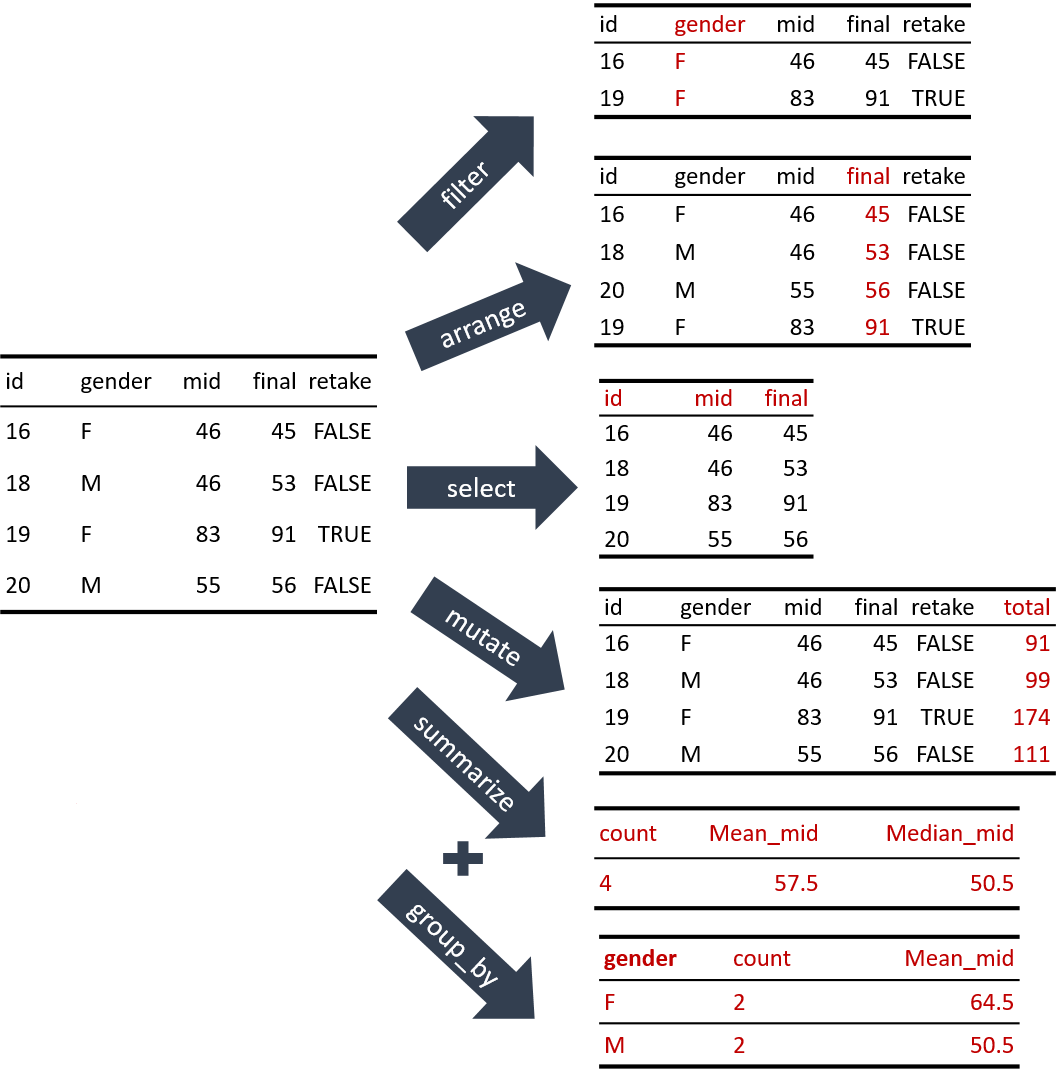 id gender mid final retake
16 F 46 45 FALSE
19 F 83 91 TRUE
filter
id gender mid final retake
16 F 46 45 FALSE
18 M 46 53 FALSE
20 M 55 56 FALSE
19 F 83 91 TRUE
arrange
id gender mid final retake
16 F 46 45 FALSE
18 M 46 53 FALSE
19 F 83 91 TRUE
20 M 55 56 FALSE
select
id mid final
16 46 45
18 46 53
19 83 91
20 55 56
mutate
id gender mid final retake total
16 F 46 45 FALSE 91
18 M 46 53 FALSE 99
19 F 83 91 TRUE 174
20 M 55 56 FALSE 111
summarize
count Mean_mid Median_mid
4 57.5 50.5
+
group_by
gender count Mean_mid
F 2 64.5
M 2 50.5